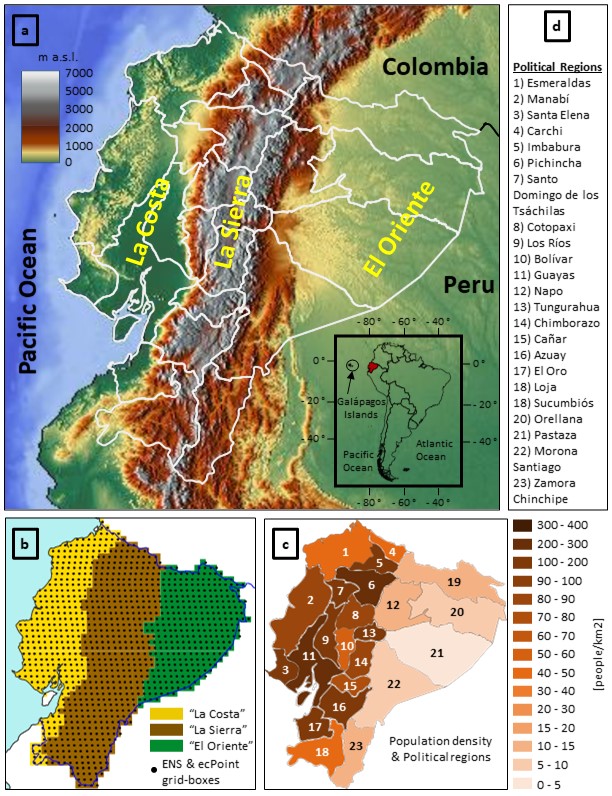 a
m a.s.l.
7000
5000
3000
2000
1000
0
Colombia
La Costa
La Sierra
El Oriente
Pacific Ocean
Peru
- 80° - 60° - 40°
0°
- 20°
- 40°
0°
- 20°
- 40°
Galápagos
Islands
Pacific
Ocean
Atlantic
Ocean
- 80° - 60° - 40°
d
Political Regions
1) Esmeraldas
2) Manabí
3) Santa Elena
4) Carchi
5) Imbabura
6) Pichincha
7) Santo
Domingo de los
Tsáchilas
8) Cotopaxi
9) Los Ríos
10) Bolívar
11) Guayas
12) Napo
13) Tungurahua
14) Chimborazo
15) Cañar
16) Azuay
17) El Oro
18) Loja
18) Sucumbiós
20) Orellana
21) Pastaza
22) Morona
Santiago
23) Zamora
Chinchipe
b
"La Costa"
"La Sierra"
"El Oriente"
ENS & ecPoint
grid-boxes
c
1
4
5
19
7
6
2
12
20
8
9
13
10
21
11
14
3
15
22
16
17
23
18
Population density
& Political regions
300 - 400
200 - 300
100 - 200
90 - 100
80 - 90
70 - 80
60 - 70
50 - 60
40 - 50
30 - 40
20 - 30
15 - 20
10 - 15
5 - 10
0 - 5
[people/km2]